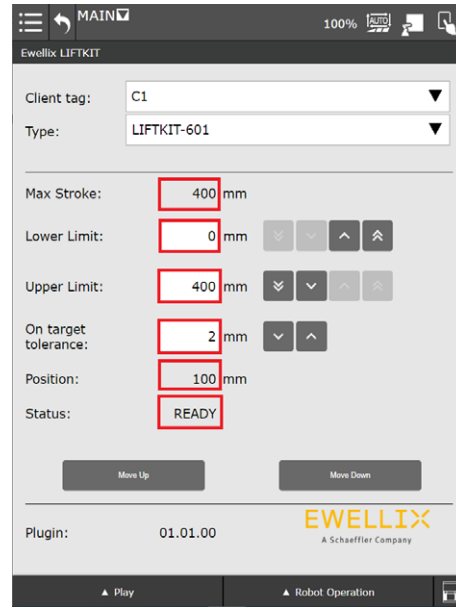 MAIN
100% AUTO
Ewellix LIFTKIT
Client tag: C1
Type: LIFTKIT-601
Max Stroke: 400 mm
Lower Limit: 0 mm
Upper Limit: 400 mm
On target
tolerance: 2 mm
Position: 100 mm
Status: READY
Move Up Move Down
EWELLIX
Plugin: 01.01.00
A Schaeffler Company
▲ Play ▲ Robot Operation